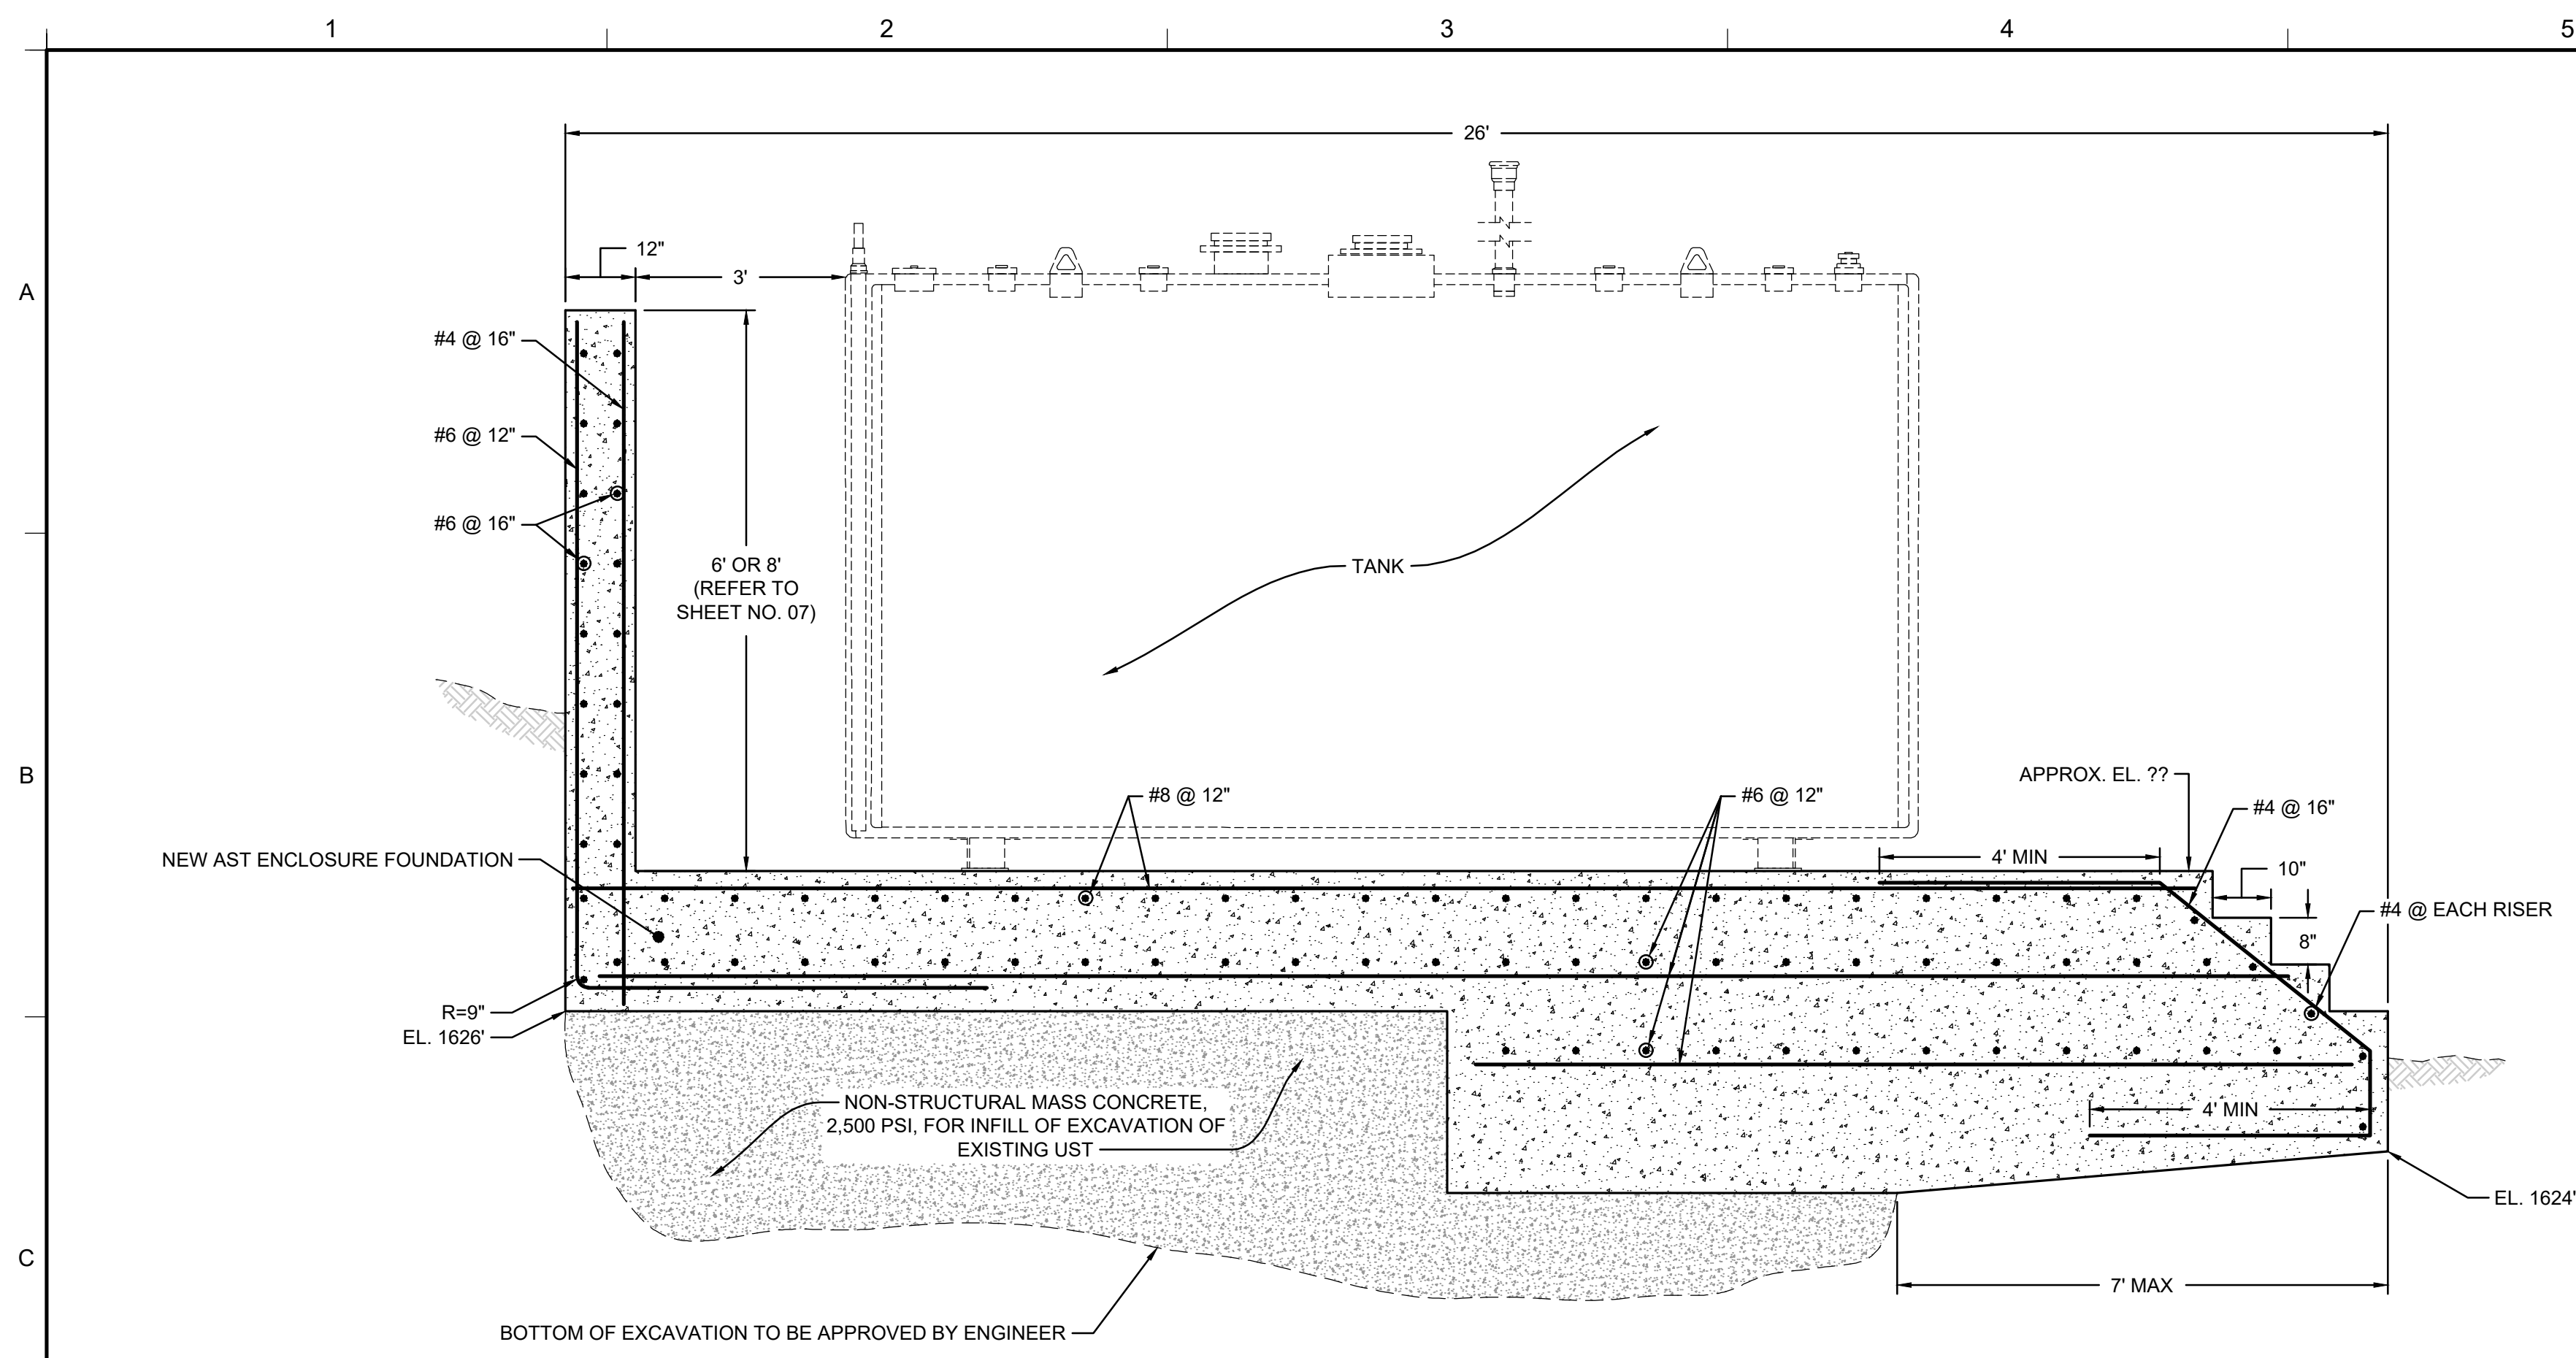 1 2 3 4 5
26'
12"
3'
A
#4 @ 16"
#6 @ 12"
#6 @ 16"
6' OR 8'
(REFER TO
SHEET NO. 07)
TANK
B
APPROX. EL. ??
#8 @ 12"
#6 @ 12"
#4 @ 16"
NEW AST ENCLOSURE FOUNDATION
4' MIN
10"
#4 @ EACH RISER
8"
R=9"
EL. 1626'
NON-STRUCTURAL MASS CONCRETE,
2,500 PSI, FOR INFILL OF EXCAVATION OF
EXISTING UST
4' MIN
EL. 1624'
C
7' MAX
BOTTOM OF EXCAVATION TO BE APPROVED BY ENGINEER